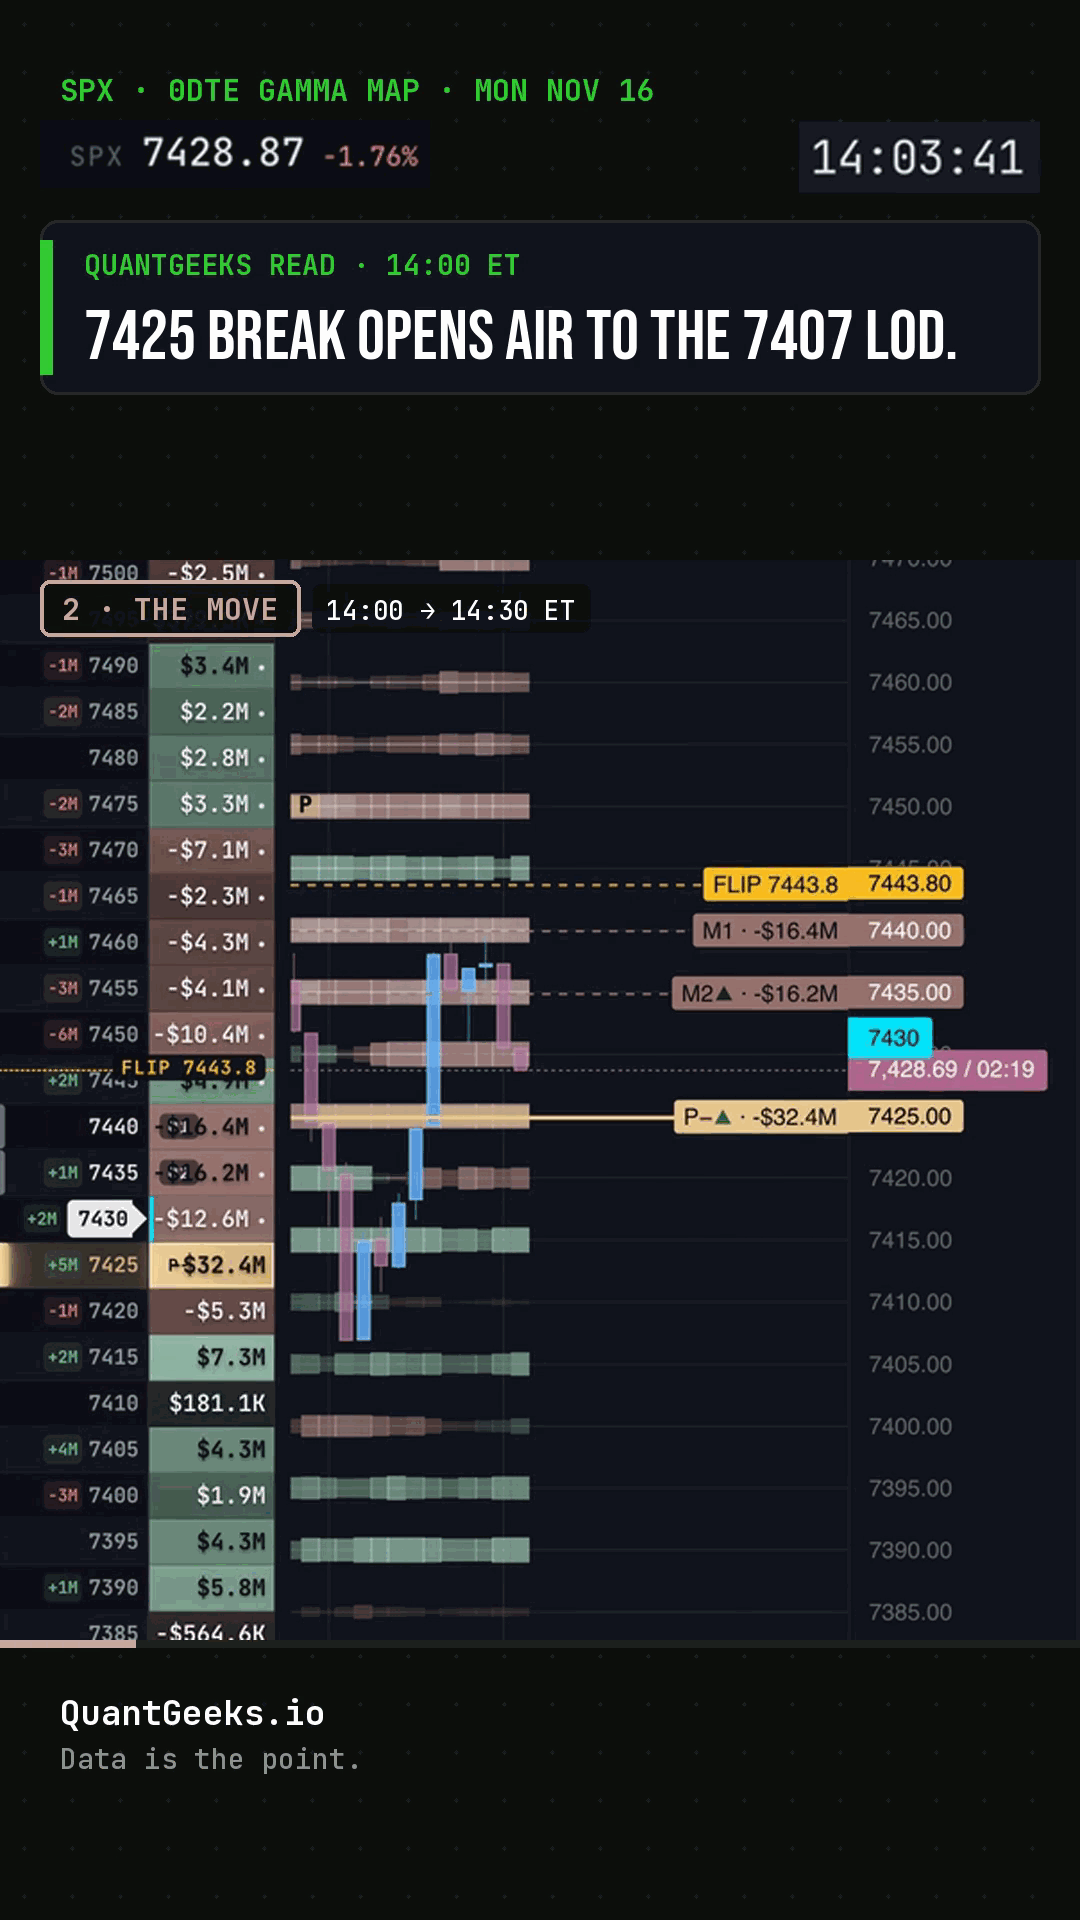 SPX · 0DTE GAMMA MAP · MON NOV 16
SPX 7428.87 -1.76%
14:03:41
QUANTGEEKS READ · 14:00 ET
7425 BREAK OPENS AIR TO THE 7407 LOD.
-1M 7500 -$2.5M
2 · THE MOVE 14:00 → 14:30 ET
-1M 7490 $3.4M
-2M 7485 $2.2M
7480 $2.8M
-2M 7475 $3.3M
-3M 7470 -$7.1M
-1M 7465 -$2.3M
+1M 7460 -$4.3M
-3M 7455 -$4.1M
-6M 7450 -$10.4M
FLIP 7443.8
+2M
7440 -$16.4M
+1M 7435 -$16.2M
+2M 7430 -$12.6M
+5M 7425 P-$32.4M
-1M 7420 -$5.3M
+2M 7415 $7.3M
7410 $181.1K
+4M 7405 $4.3M
-3M 7400 $1.9M
7395 $4.3M
+1M 7390 $5.8M
7385 -$564.6K
P
7465.00
7460.00
7455.00
7450.00
FLIP 7443.8 7443.80
M1 · -$16.4M 7440.00
M2▲ · -$16.2M 7435.00
7430
7,428.69 / 02:19
P-▲ · -$32.4M 7425.00
7420.00
7415.00
7410.00
7405.00
7400.00
7395.00
7390.00
7385.00
QuantGeeks.io
Data is the point.